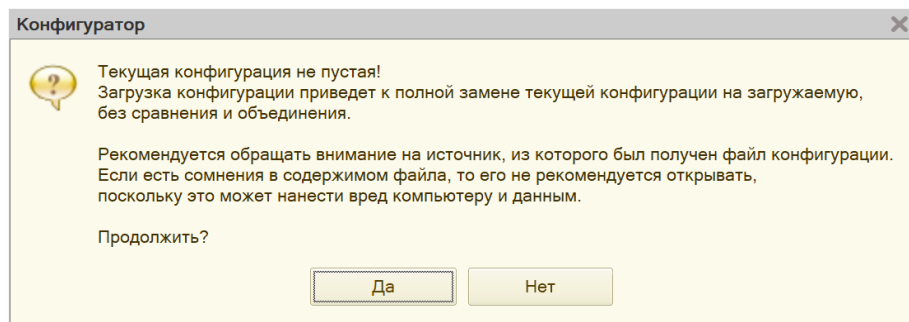 Конфигуратор
Текущая конфигурация не пустая!
Загрузка конфигурации приведет к полной замене текущей конфигурации на загружаемую,
без сравнения и объединения.
Рекомендуется обращать внимание на источник, из которого был получен файл конфигурации.
Если есть сомнения в содержимом файла, то его не рекомендуется открывать,
поскольку это может нанести вред компьютеру и данным.
Продолжить?
Да
Нет